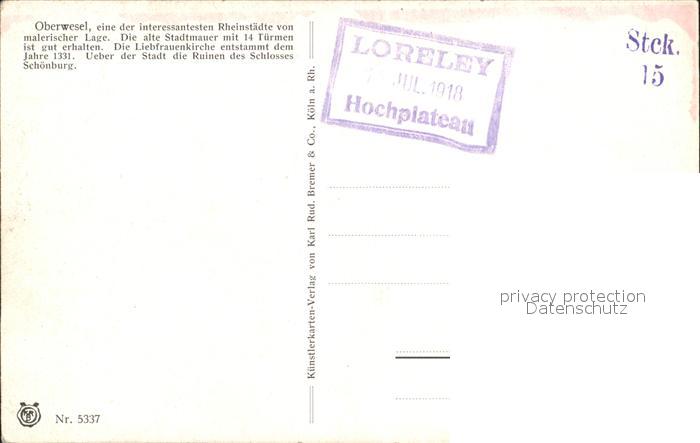 Oberwesel, eine der interessantesten Rheinstädte von
malerischer Lage. Die alte Stadtmauer mit 14 Türmen
ist gut erhalten. Die Liebfrauenkirche entstammt dem
Jahre 1331. Ueber der Stadt die Ruinen des Schlosses
Schönburg.
Künstlerkarten-Verlag von Karl Rud. Bremer & Co., Köln a. Rh.
LORELEY
JUL. 1918
Hochplateau
Stck.
15
privacy protection
Datenschutz
Nr. 5337